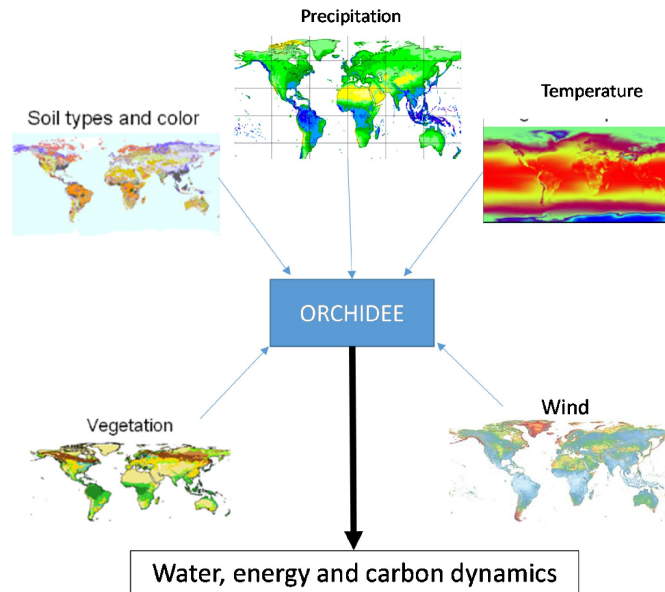 Precipitation
Soil types and color
Temperature
ORCHIDEE
Vegetation
Wind
Water, energy and carbon dynamics